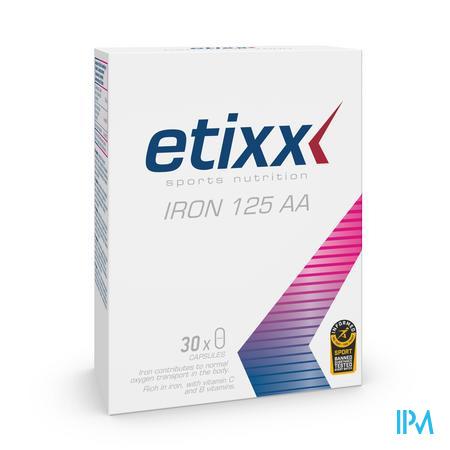 etixx
sports nutrition
IRON 125 AA
30 x
CAPSULES
Iron contributes to normal
oxygen transport in the body.
Rich in iron, with vitamin C
and B vitamins.
INFORMED
SPORT
BANNED
SUBSTANCE
TESTED
IPM